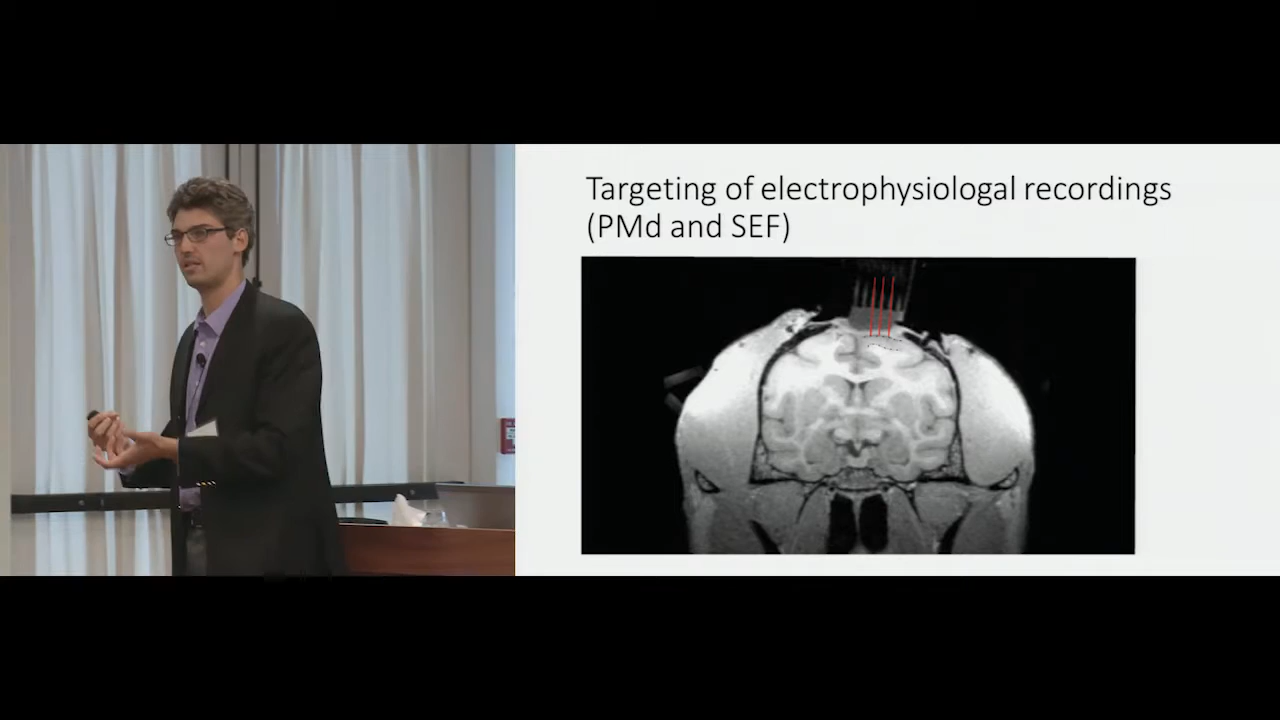 Targeting of electrophysiologal recordings
(PMd and SEF)